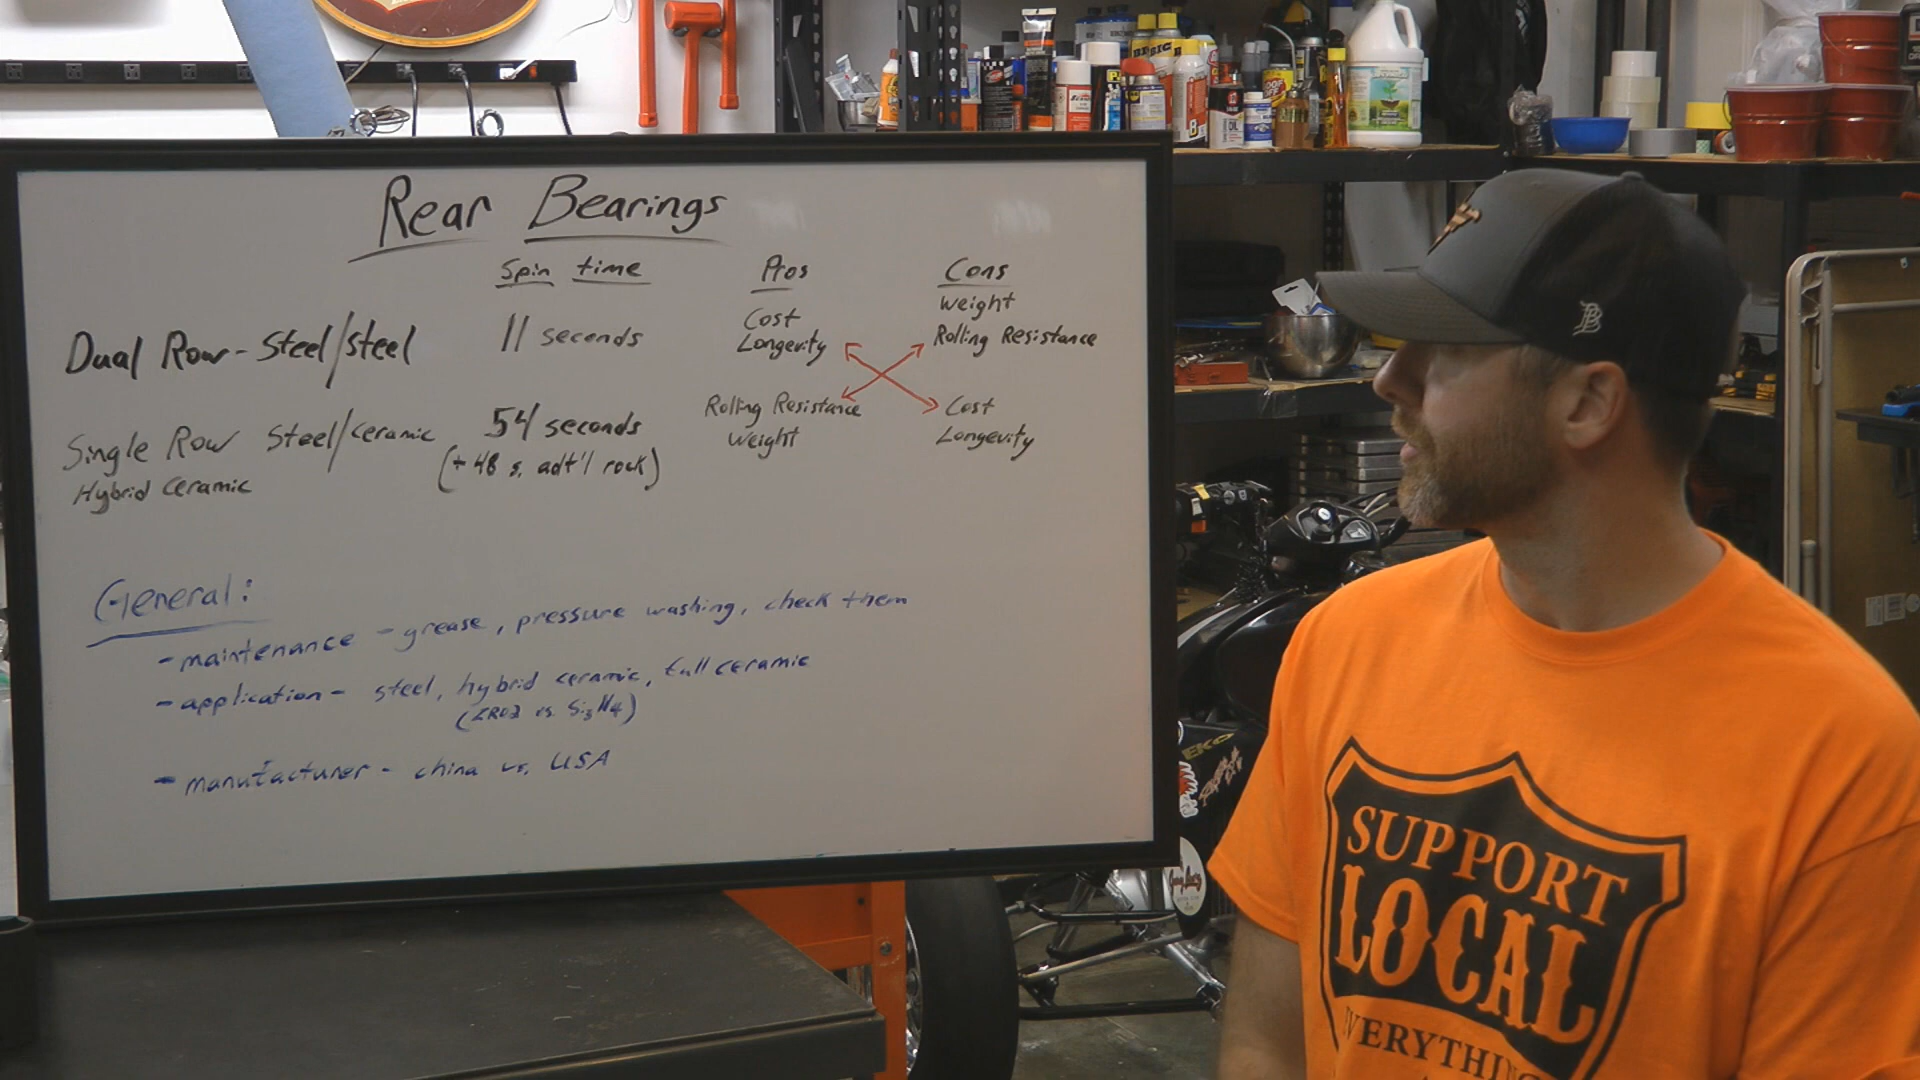 Rear Bearings
Spin time Pros Cons
Weight
Dual Row - Steel/steel 11 seconds Cost
Longevity Rolling Resistance
Single Row Steel/ceramic 54 seconds Rolling Resistance Cost
Hybrid Ceramic (+ 48 s. adt'l rock) Weight Longevity
General:
- maintenance - grease, pressure washing, check them
- application - steel, hybrid ceramic, full ceramic
(ZRO2 vs. Si3N4)
- manufacturer - china vs. USA
SUPPORT
LOCAL
EVERYTHING